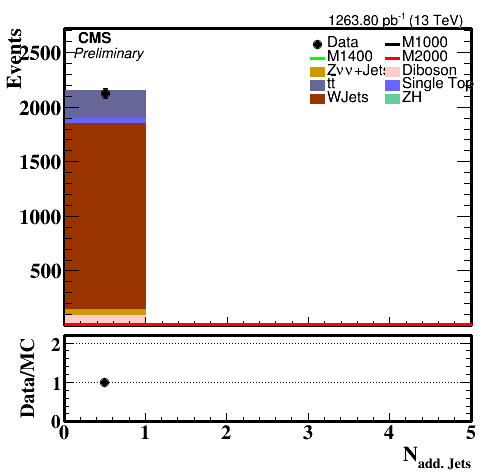 1263.80 pb⁻¹ (13 TeV)
CMS
Preliminary
Data
M1000
M1400
M2000
Zνν+Jets
Diboson
tt
Single Top
WJets
ZH
Events
2500
2000
1500
1000
500
Data/MC
2
1
0
0 1 2 3 4 5
N_add. Jets